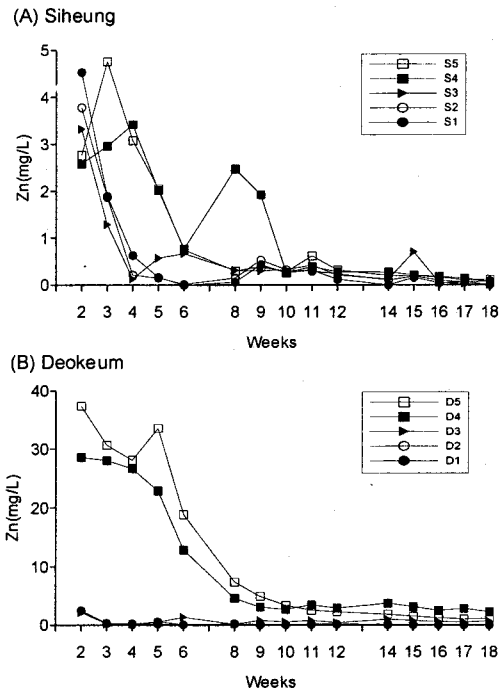 (A) Siheung
Zn(mg/L)
5
4
3
2
1
0
S5
S4
S3
S2
S1
2 3 4 5 6 8 9 10 11 12 14 15 16 17 18
Weeks
(B) Deokeum
Zn(mg/L)
40
30
20
10
0
D5
D4
D3
D2
D1
2 3 4 5 6 8 9 10 11 12 14 15 16 17 18
Weeks